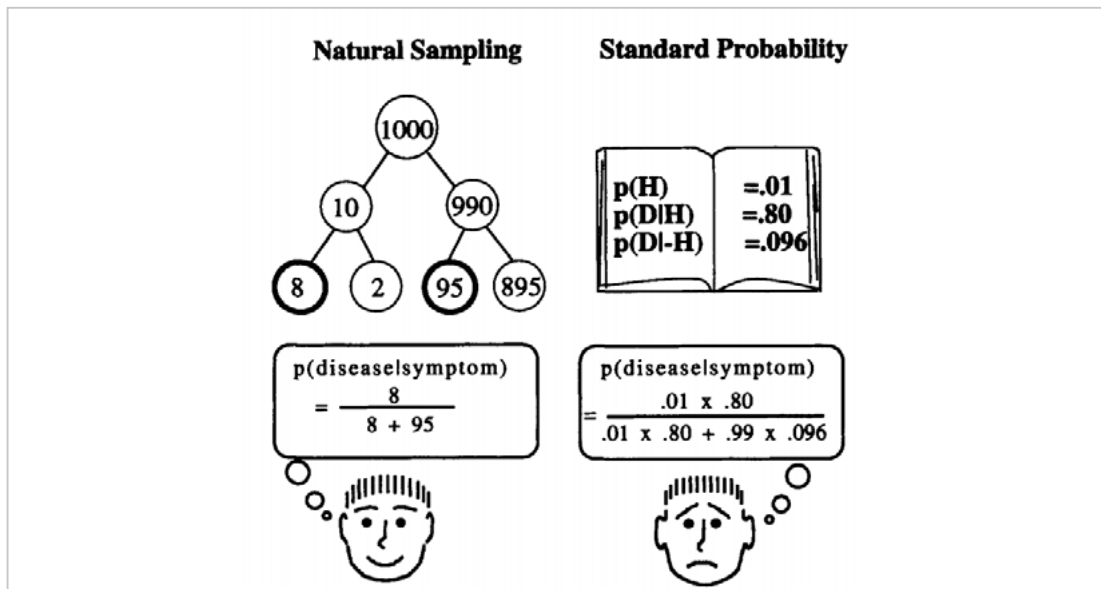 Natural Sampling
Standard Probability
1000
10
990
8
2
95
895
p(H) =.01
p(D|H) =.80
p(D|-H) =.096
p(disease|symptom)
= 8
8 + 95
p(disease|symptom)
= .01 x .80
.01 x .80 + .99 x .096